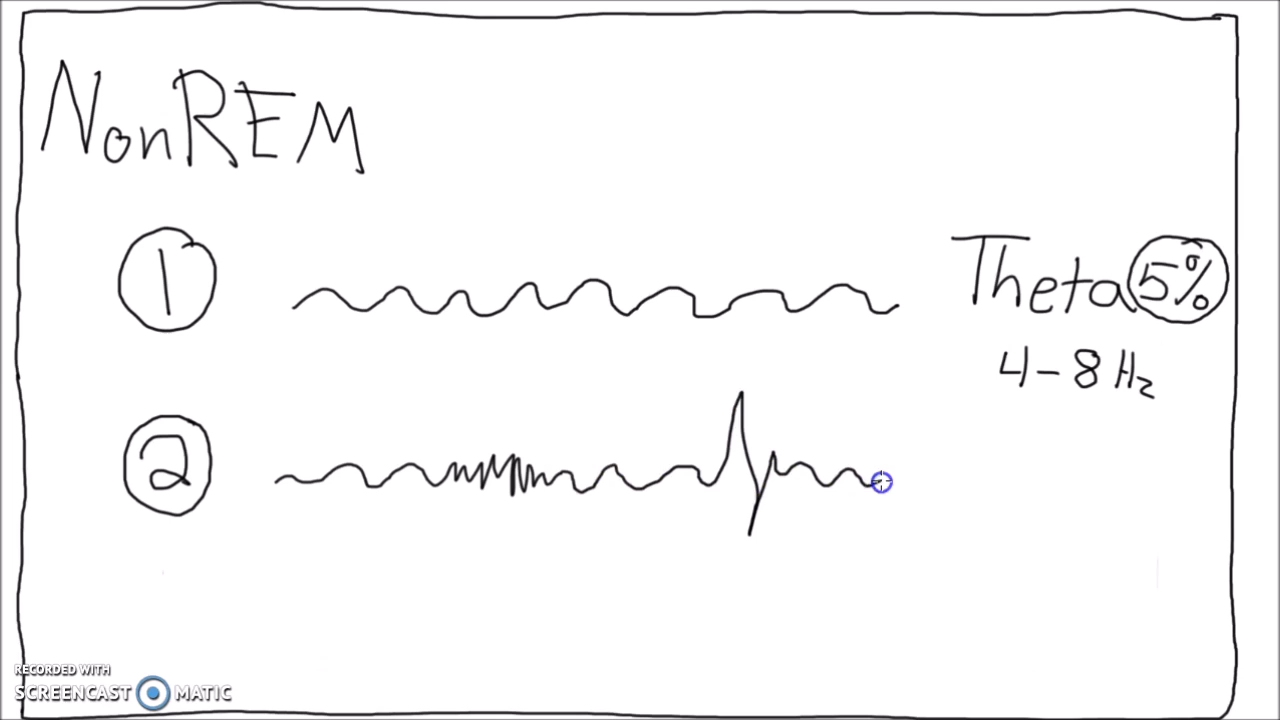 NonREM
1 Theta 5%
4-8 Hz
2
RECORDED WITH
SCREENCAST MATIC